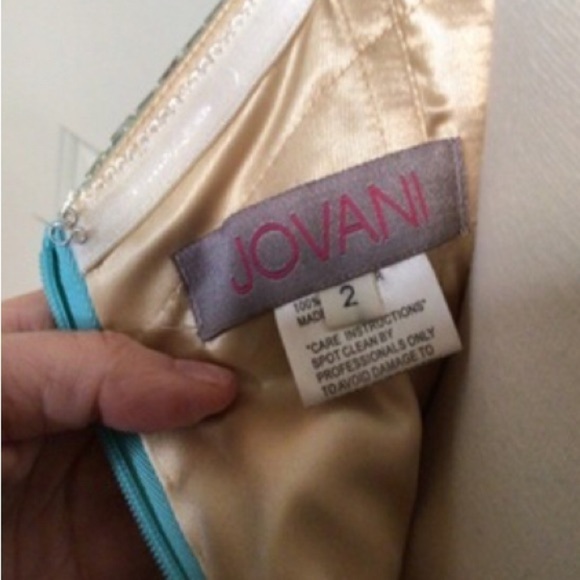 JOVANI
2
100%
MADE
"CARE INSTRUCTIONS"
SPOT CLEAN BY
PROFESSIONALS ONLY
TO AVOID DAMAGE TO